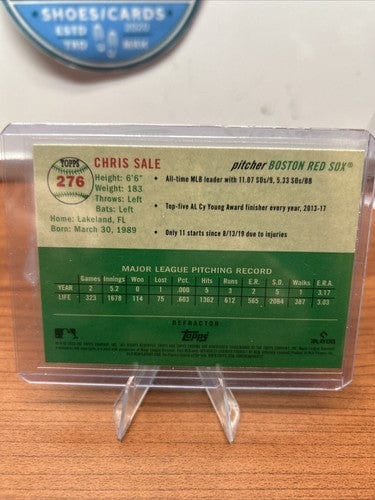 SHOES/CARDS
ESTD 2020
TRD MRK
TOPPS
276
CHRIS SALE
pitcher BOSTON RED SOX®
Height: 6'6"
Weight: 183
Throws: Left
Bats: Left
Home: Lakeland, FL
Born: March 30, 1989
• All-time MLB leader with 11.07 SOs/9, 5.33 SOs/BB
• Top-five AL Cy Young Award finisher every year, 2013-17
• Only 11 starts since 8/13/19 due to injuries
MAJOR LEAGUE PITCHING RECORD
Games Innings Won Lost Pct. Hits Runs E.R. S.O. Walks E.R.A.
YEAR 2 5.2 0 1 .000 5 3 2 5 1 3.17
LIFE 323 1678 114 75 .603 1362 612 565 2064 387 3.03
REFRACTOR
topps